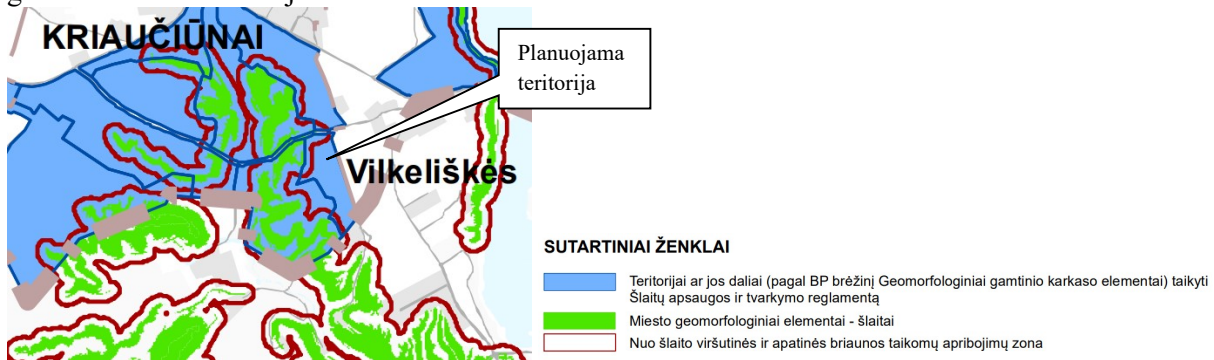 KRIAUČIŪNAI
Planuojama
teritorija
Vilkeliškės
SUTARTINIAI ŽENKLAI
Teritorijai ar jos daliai (pagal BP brėžinį Geomorfologiniai gamtinio karkaso elementai) taikyti
Šlaitų apsaugos ir tvarkymo reglamentą
Miesto geomorfologiniai elementai - šlaitai
Nuo šlaito viršutinės ir apatinės briaunos taikomų apribojimų zona